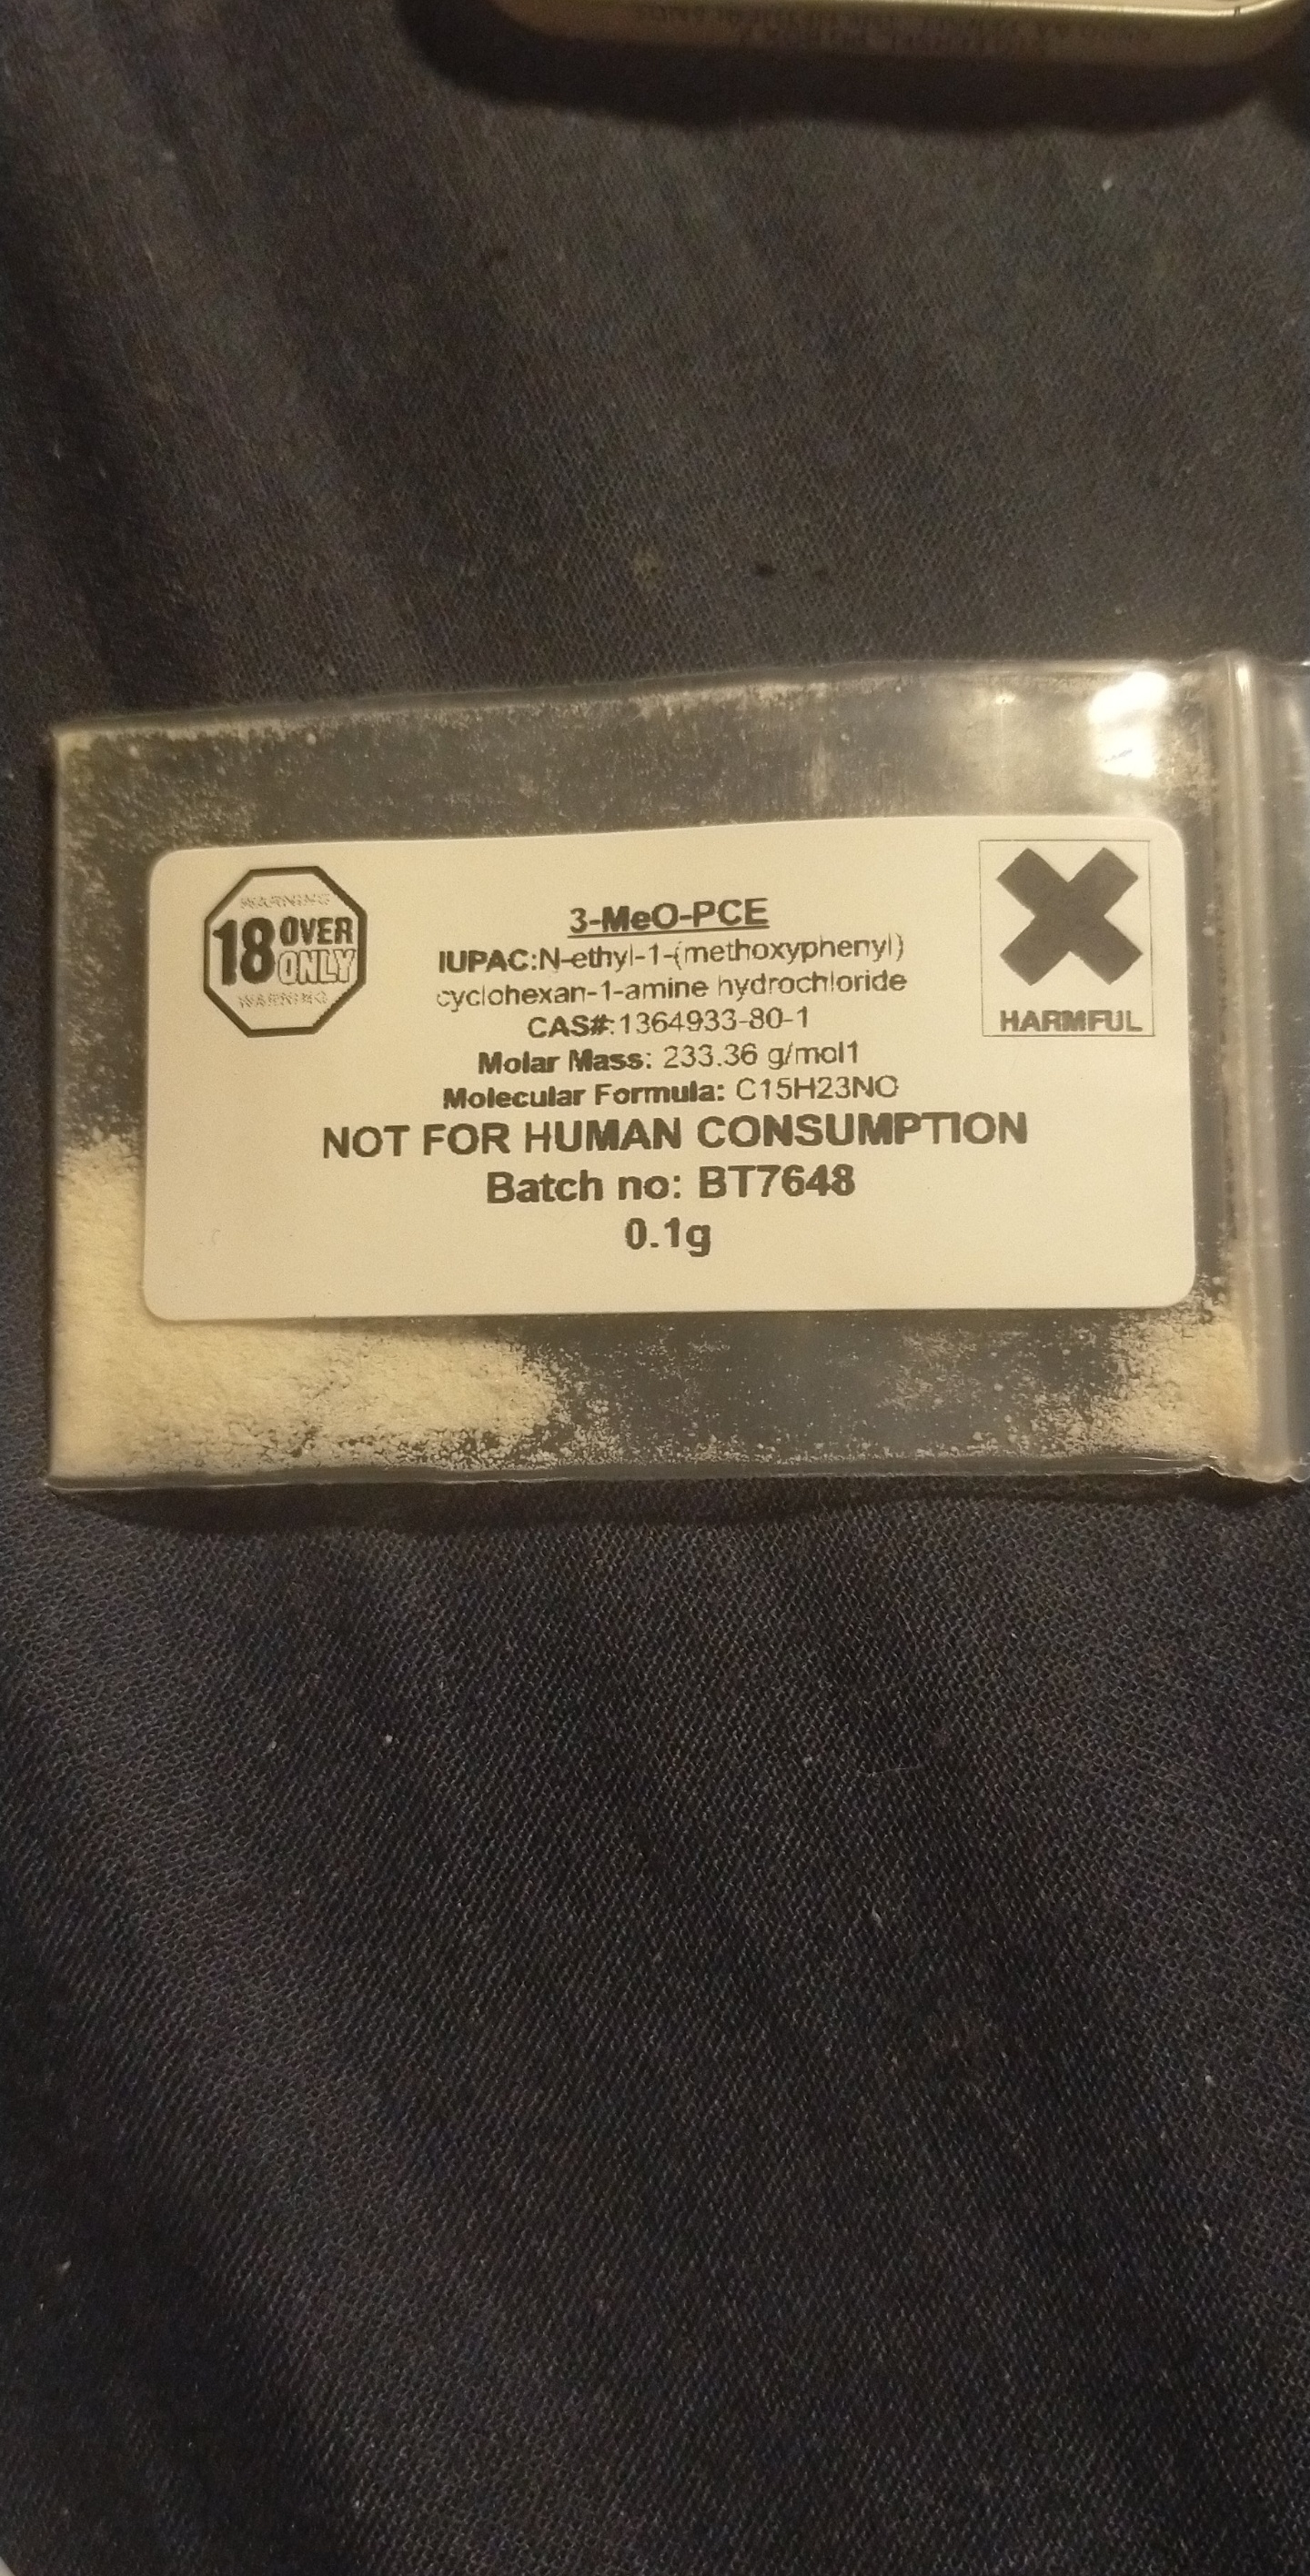 WARNING
18 OVER
ONLY
WARNING
3-MeO-PCE
IUPAC:N-ethyl-1-(methoxyphenyl)
cyclohexan-1-amine hydrochloride
CAS#:1364933-80-1
Molar Mass: 233.36 g/mol1
Molecular Formula: C15H23NO
NOT FOR HUMAN CONSUMPTION
Batch no: BT7648
0.1g
HARMFUL